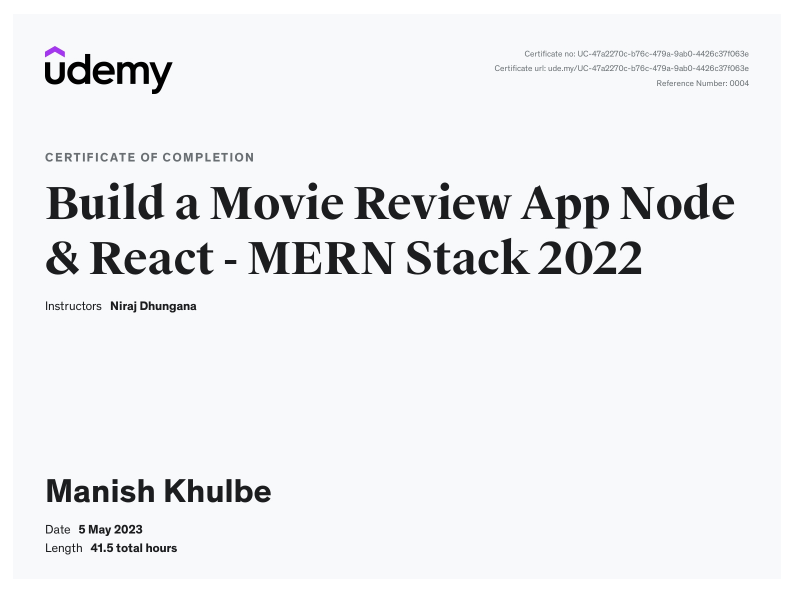 udemy
Certificate no: UC-47a2270c-b76c-479a-9ab0-4426c37f063e
Certificate url: ude.my/UC-47a2270c-b76c-479a-9ab0-4426c37f063e
Reference Number: 0004
CERTIFICATE OF COMPLETION
Build a Movie Review App Node
& React - MERN Stack 2022
Instructors Niraj Dhungana
Manish Khulbe
Date 5 May 2023
Length 41.5 total hours